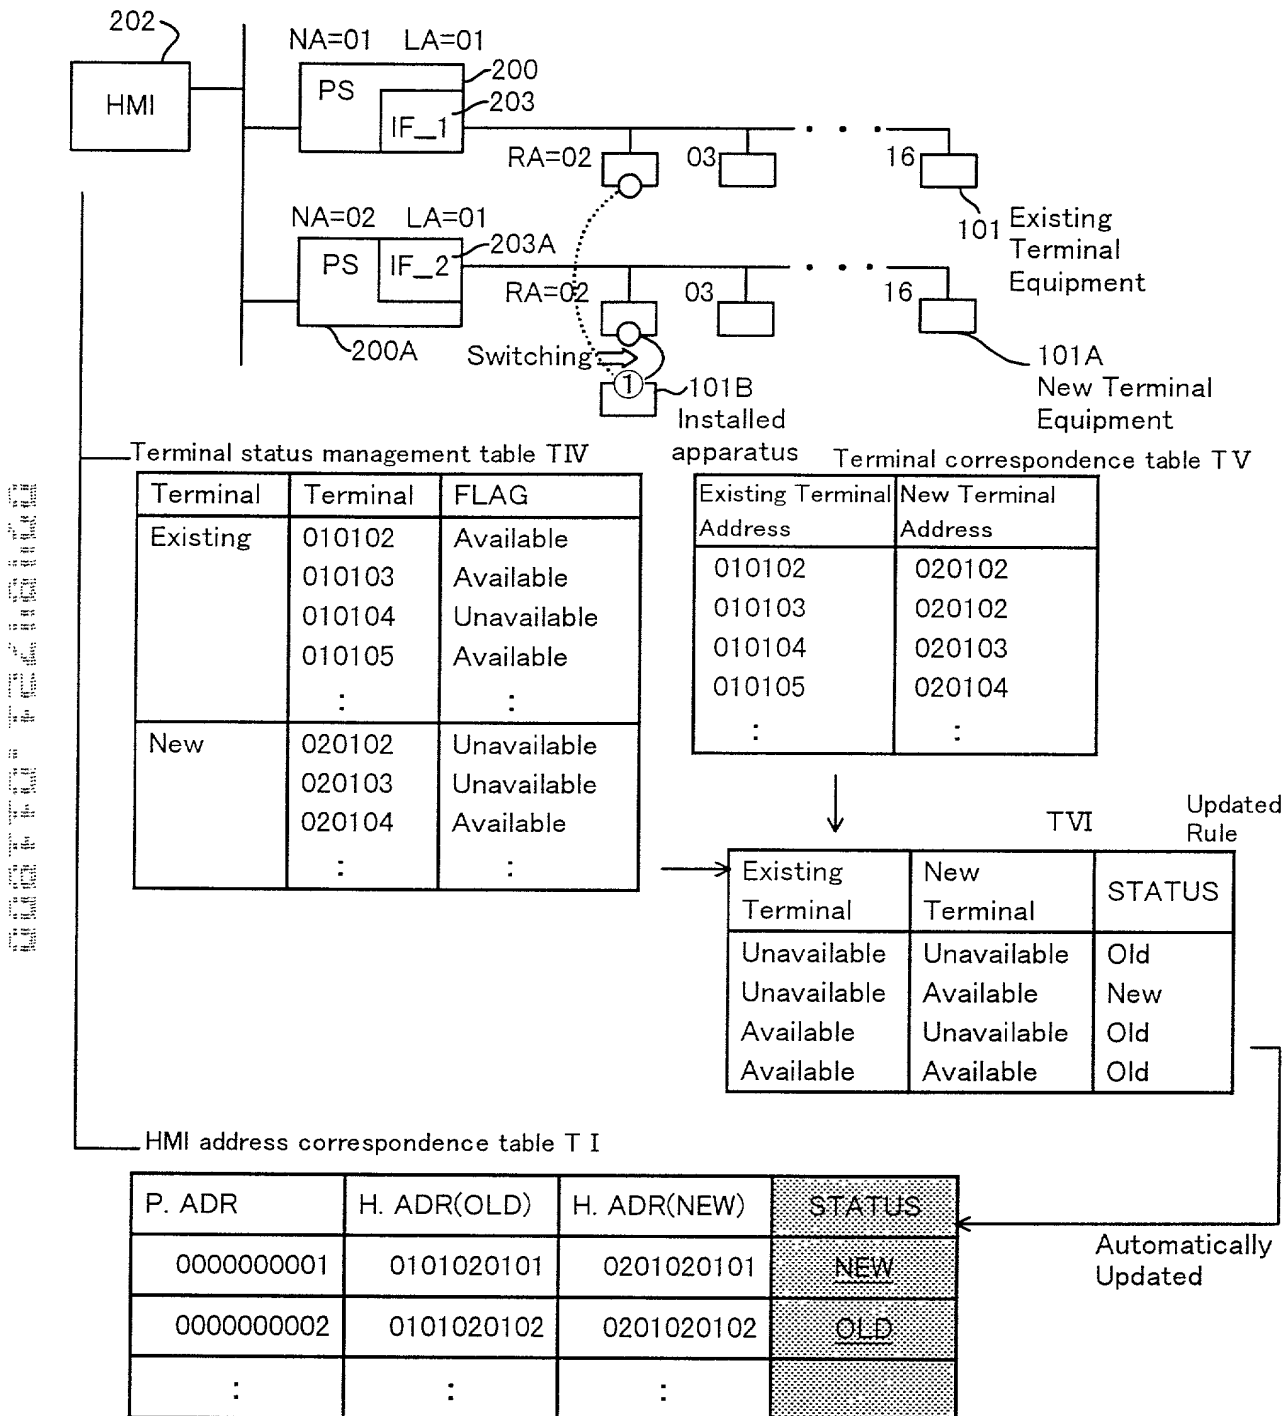 202
HMI
NA=01 LA=01
PS
200
203
IF_1
RA=02
03
16
101 Existing
Terminal
Equipment
NA=02 LA=01
PS
IF_2
203A
RA=02
03
16
200A
Switching
1
101B
Installed
apparatus
101A
New Terminal
Equipment
Terminal status management table TⅣ
Terminal Terminal FLAG
Existing 010102 Available
010103 Available
010104 Unavailable
010105 Available
: :
New 020102 Unavailable
020103 Unavailable
020104 Available
: :
Terminal correspondence table TⅤ
Existing Terminal New Terminal
Address Address
010102 020102
010103 020102
010104 020103
010105 020104
: :
TⅥ
Updated
Rule
Existing New STATUS
Terminal Terminal
Unavailable Unavailable Old
Unavailable Available New
Available Unavailable Old
Available Available Old
HMI address correspondence table TⅠ
P. ADR H. ADR(OLD) H. ADR(NEW) STATUS
0000000001 0101020101 0201020101 NEW
0000000002 0101020102 0201020102 OLD
: : :
Automatically
Updated